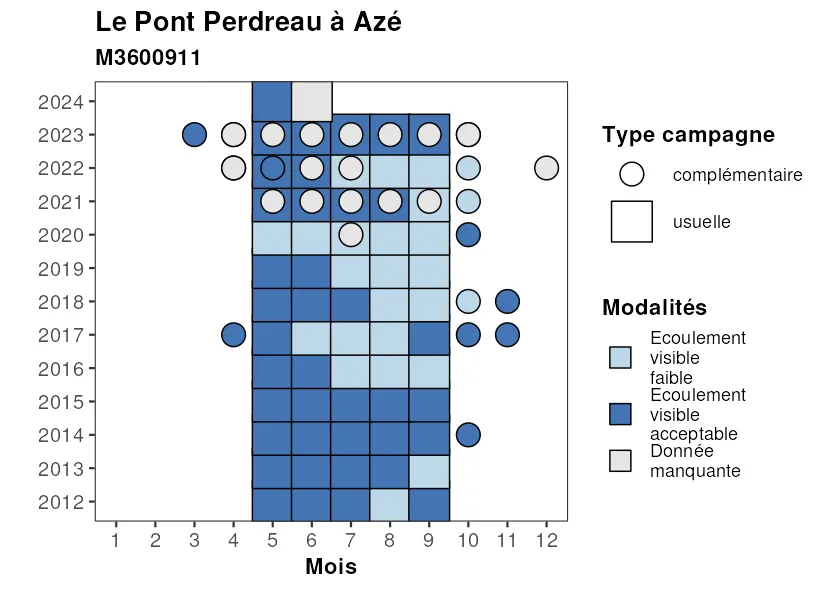 Le Pont Perdreau à Azé
M3600911
2024
2023
2022
2021
2020
2019
2018
2017
2016
2015
2014
2013
2012
1 2 3 4 5 6 7 8 9 10 11 12
Mois
Type campagne
complémentaire
usuelle
Modalités
Ecoulement
visible
faible
Ecoulement
visible
acceptable
Donnée
manquante